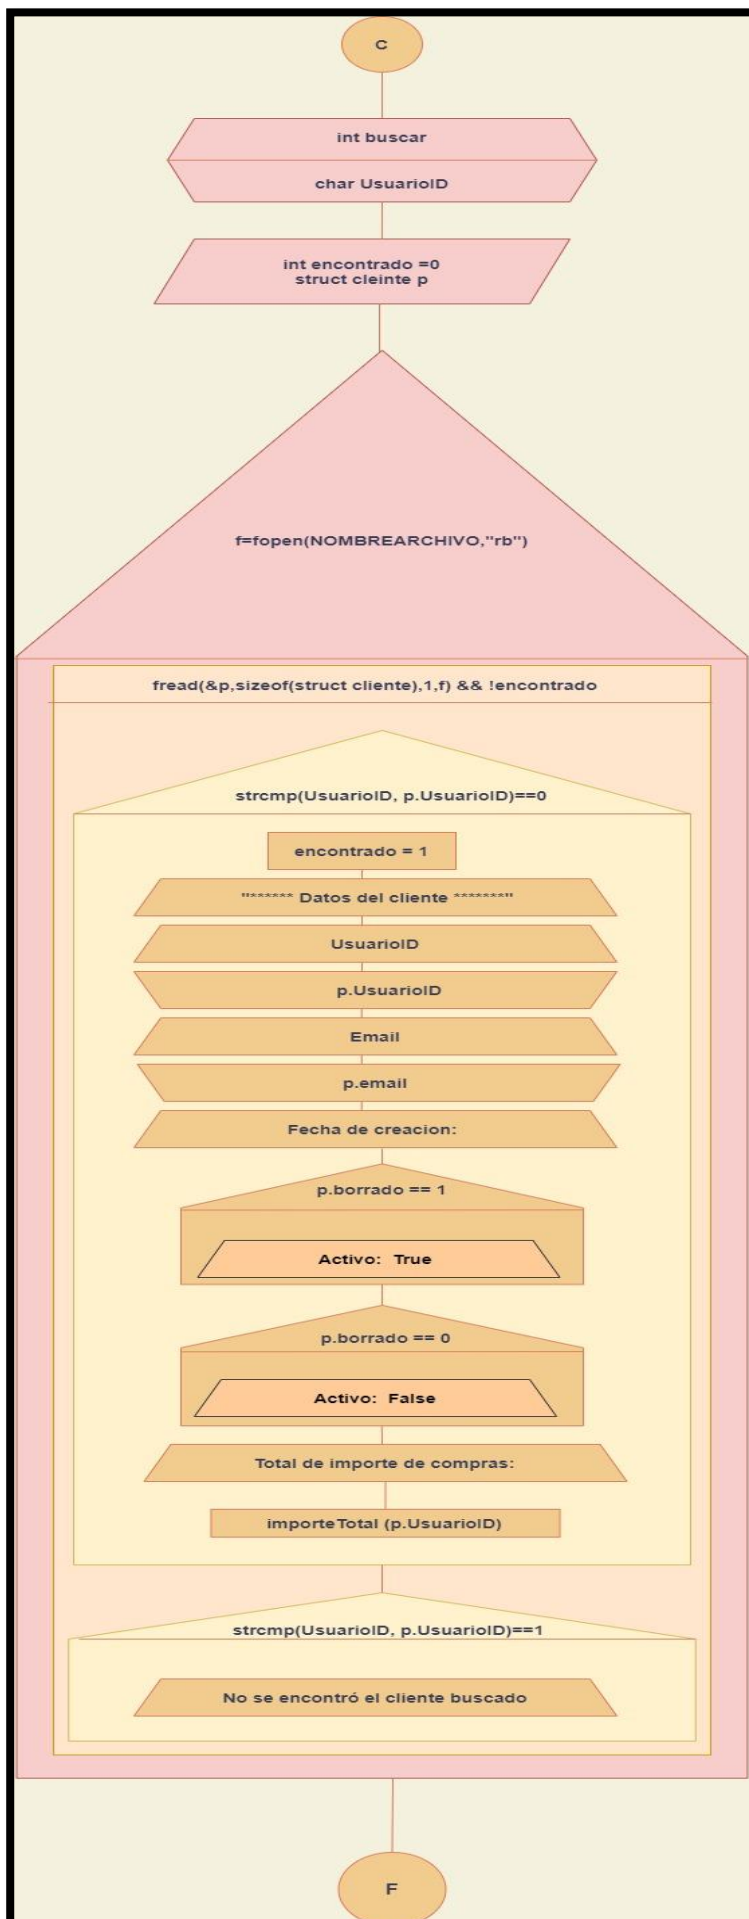 C
int buscar
char UsuarioID
int encontrado =0
struct cleinte p
f=fopen(NOMBREARCHIVO,"rb")
fread(&p,sizeof(struct cliente),1,f) && !encontrado
strcmp(UsuarioID, p.UsuarioID)==0
encontrado = 1
"****** Datos del cliente *******"
UsuarioID
p.UsuarioID
Email
p.email
Fecha de creacion:
p.borrado == 1
Activo: True
p.borrado == 0
Activo: False
Total de importe de compras:
importeTotal (p.UsuarioID)
strcmp(UsuarioID, p.UsuarioID)==1
No se encontró el cliente buscado
F